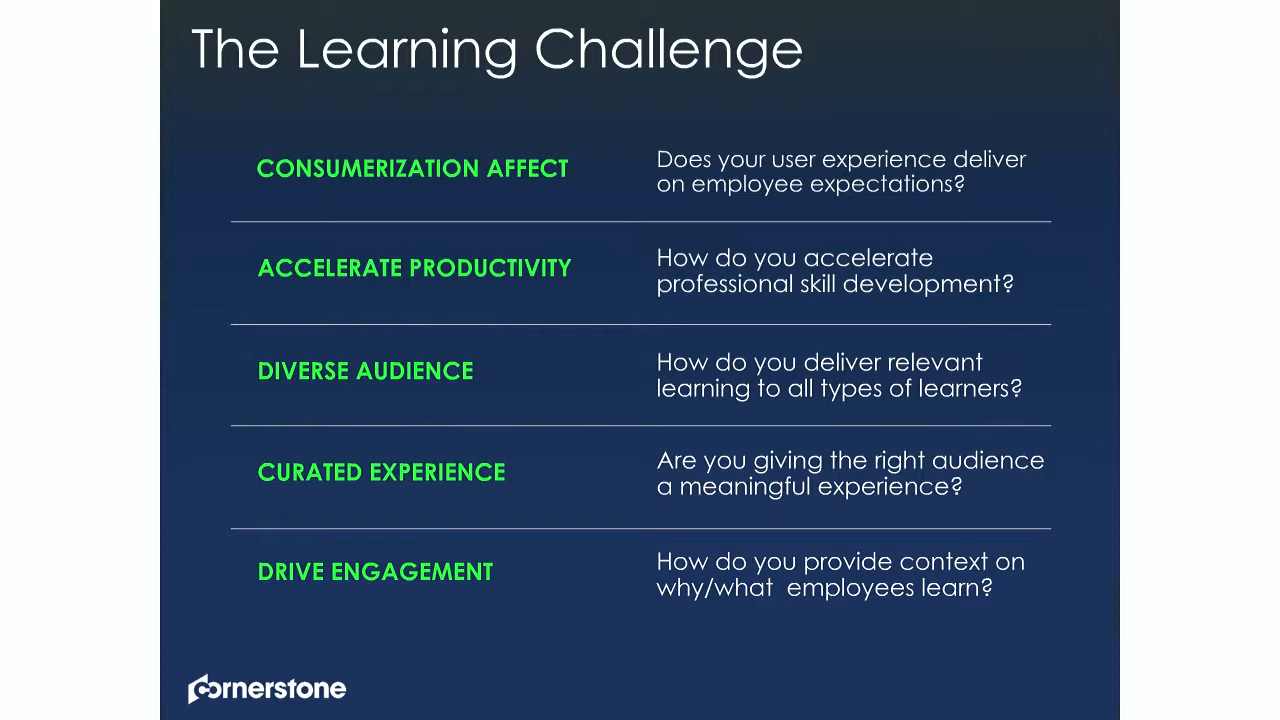 The Learning Challenge
CONSUMERIZATION AFFECT
Does your user experience deliver
on employee expectations?
ACCELERATE PRODUCTIVITY
How do you accelerate
professional skill development?
DIVERSE AUDIENCE
How do you deliver relevant
learning to all types of learners?
CURATED EXPERIENCE
Are you giving the right audience
a meaningful experience?
DRIVE ENGAGEMENT
How do you provide context on
why/what  employees learn?
cornerstone